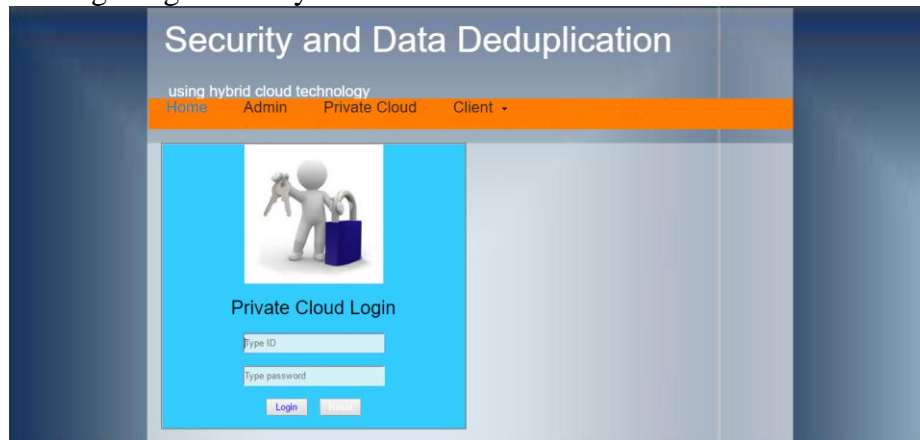 Security and Data Deduplication
using hybrid cloud technology
Home Admin Private Cloud Client
Private Cloud Login
Type ID
Type password
Login Reset